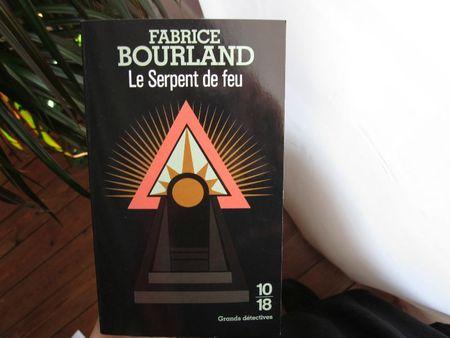 FABRICE
BOURLAND
Le Serpent de feu
10
18
Grands détectives